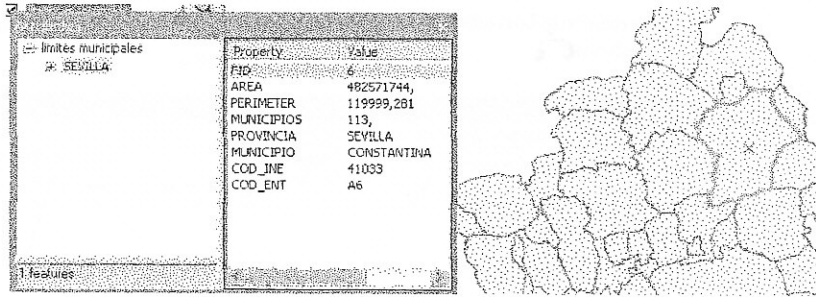 limites municipales
SEVILLA
Property Value
FID 6
AREA 482571744,
PERIMETER 119999,281
MUNICIPIOS 113,
PROVINCIA SEVILLA
MUNICIPIO CONSTANTINA
COD_INE 41033
COD_ENT A6
1 features